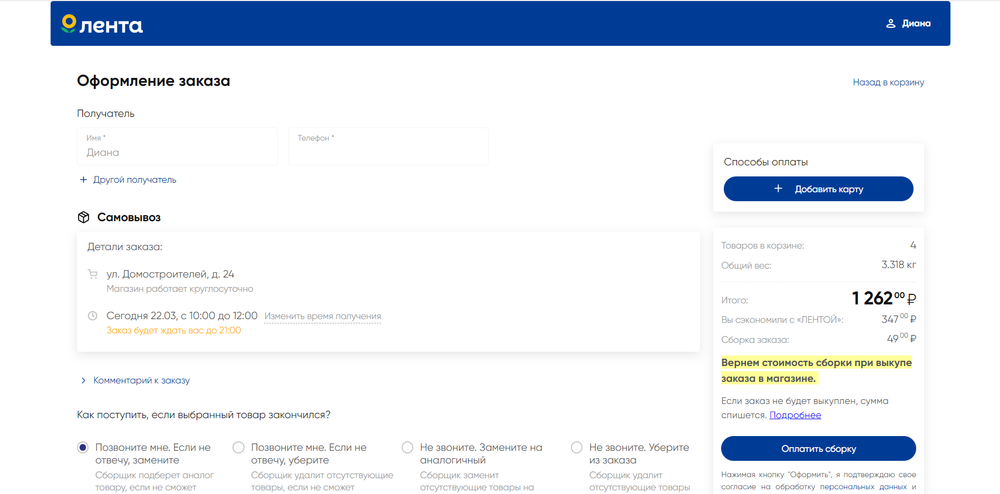 лента
Диана
Оформление заказа
Назад в корзину
Получатель
Имя *
Диана
Телефон *
+ Другой получатель
Самовывоз
Детали заказа:
ул. Домостроителей, д. 24
Магазин работает круглосуточно
Сегодня 22.03, с 10:00 до 12:00 Изменить время получения
Заказ будет ждать вас до 21:00
Комментарий к заказу
Как поступить, если выбранный товар закончился?
Позвоните мне. Если не
отвечу, замените
Сборщик подберет аналог
товару, если не сможет
Позвоните мне. Если не
отвечу, уберите
Сборщик удалит отсутствующие
товары, если не сможет
Не звоните. Замените на
аналогичный
Сборщик заменит
отсутствующие товары на
Не звоните. Уберите
из заказа
Сборщик удалит
отсутствующие товары
Способы оплаты
+ Добавить карту
Товаров в корзине: 4
Общий вес: 3.318 кг
Итого: 1 262 00 ₽
Вы сэкономили с «ЛЕНТОЙ»: 347 00 ₽
Сборка заказа: 49 00 ₽
Вернем стоимость сборки при выкупе
заказа в магазине.
Если заказ не будет выкуплен, сумма
спишется. Подробнее
Оплатить сборку
Нажимая кнопку "Оформить", я подтверждаю свое
согласие на обработку персональных данных и